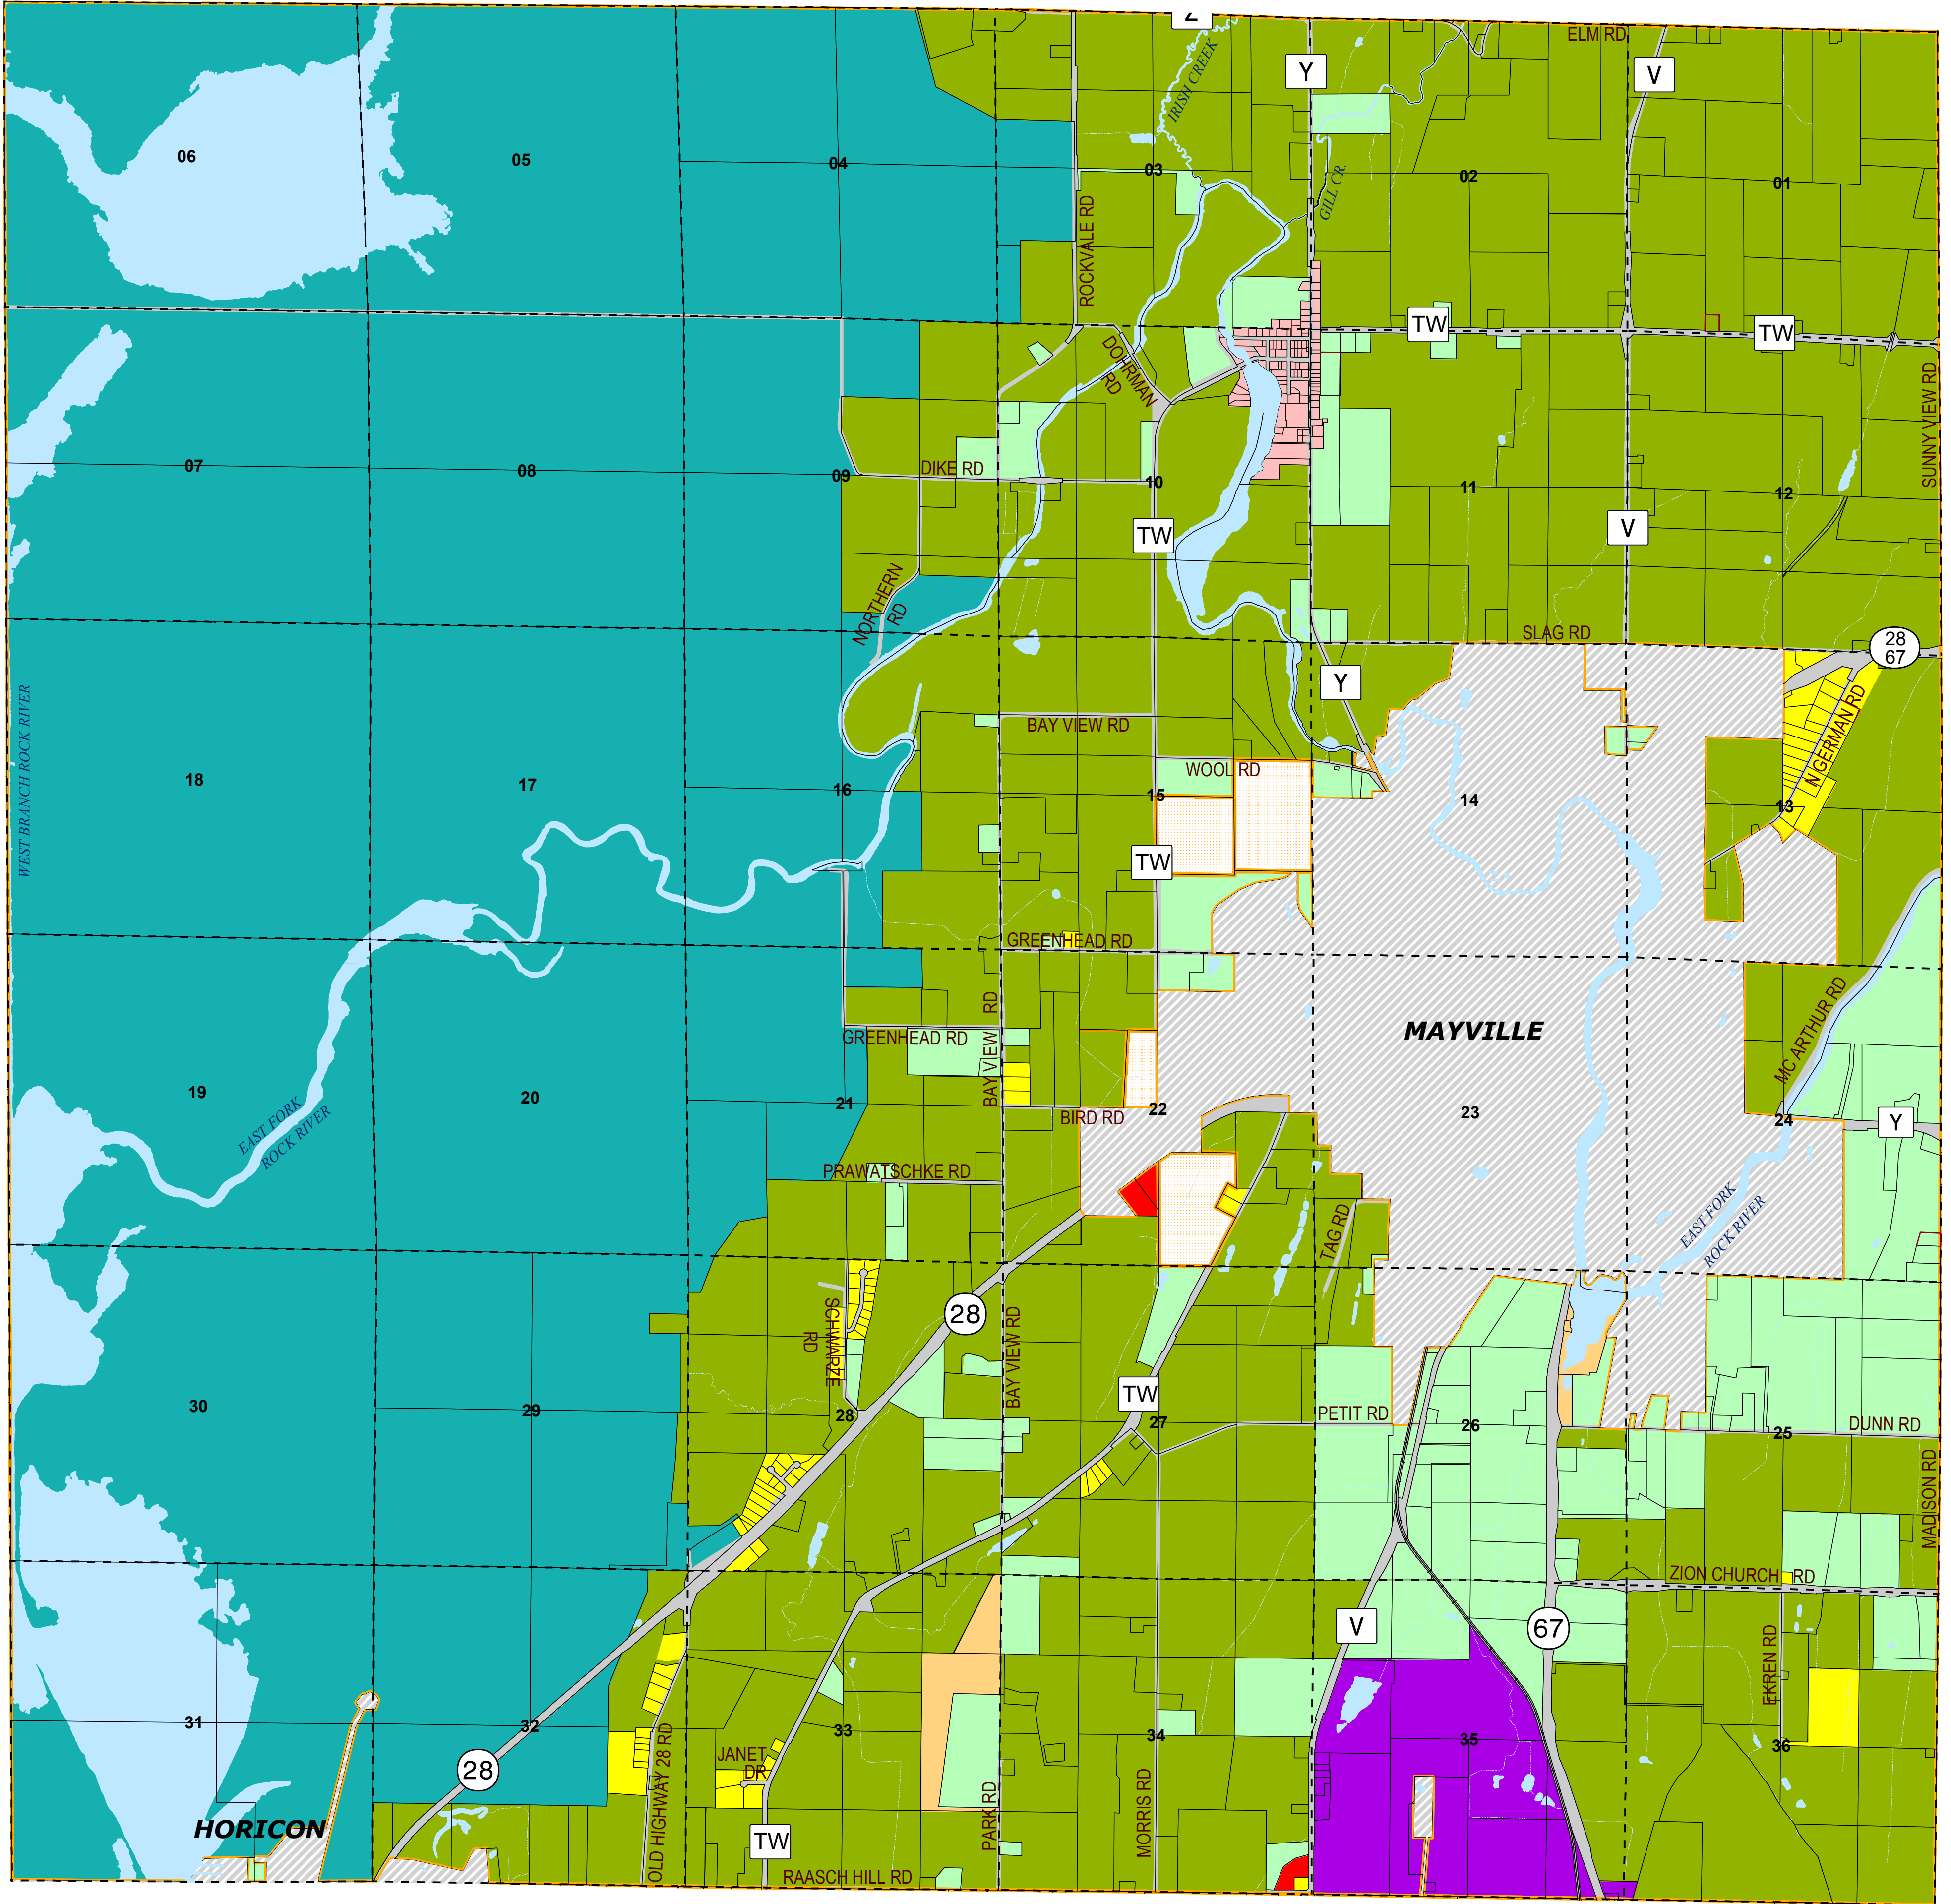 Z
ELM RD
Y
V
IRISH CREEK
06
05
04
03
GILL CR.
02
01
ROCKVALE RD
TW
TW
DOHRMAN
RD
SUNNY VIEW RD
07
08
09
DIKE RD
10
11
12
TW
V
NORTHERN
RD
SLAG RD
28
67
Y
WEST BRANCH ROCK RIVER
BAY VIEW RD
N GERMAN RD
WOOL RD
18
17
16
15
14
13
TW
GREENHEAD RD
BAY VIEW RD
GREENHEAD RD
MAYVILLE
MC ARTHUR RD
19
20
21
22
23
24
BIRD RD
Y
EAST FORK
ROCK RIVER
PRAWATSCHKE RD
TAG RD
EAST FORK
ROCK RIVER
28
SCHWARZE
RD
BAY VIEW RD
TW
30
29
28
27
PETIT RD
26
25
DUNN RD
MADISON RD
ZION CHURCH RD
V
67
EKREN RD
31
32
33
34
35
36
28
OLD HIGHWAY 28 RD
JANET
DR
PARK RD
MORRIS RD
HORICON
TW
RAASCH HILL RD